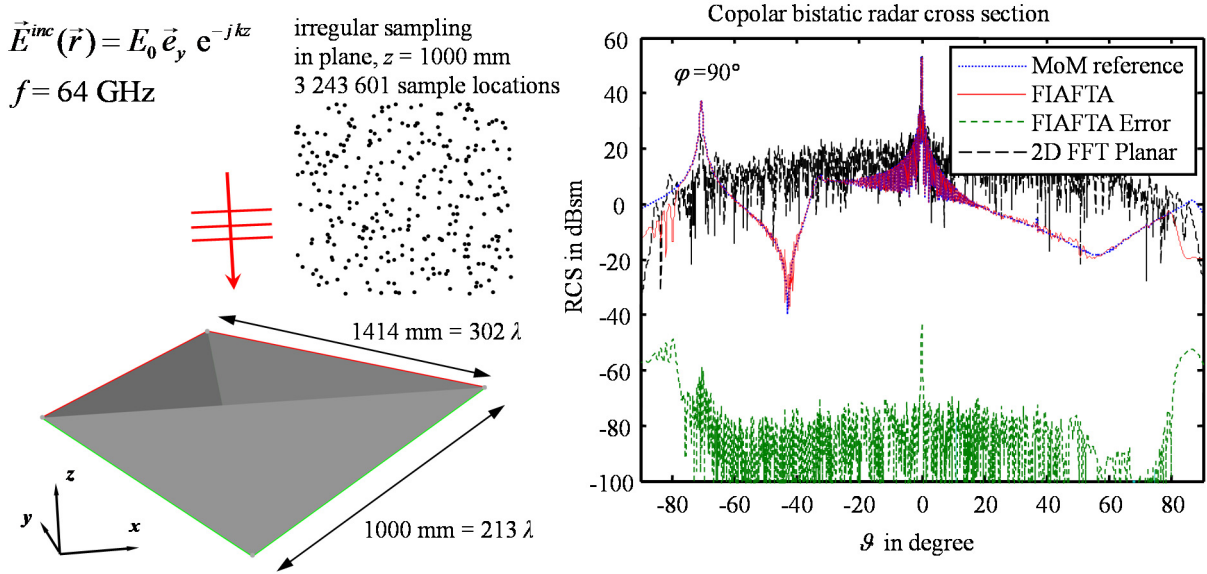 E⃗^inc(r⃗) = E₀ e⃗_y e^−jkz
f = 64 GHz
irregular sampling
in plane, z = 1000 mm
3 243 601 sample locations
1414 mm = 302 λ
1000 mm = 213 λ
z
y
x
Copolar bistatic radar cross section
φ=90°
MoM reference
FIAFTA
FIAFTA Error
2D FFT Planar
RCS in dBsm
60
40
20
0
-20
-40
-60
-80
-100
-80 -60 -40 -20 0 20 40 60 80
ϑ in degree